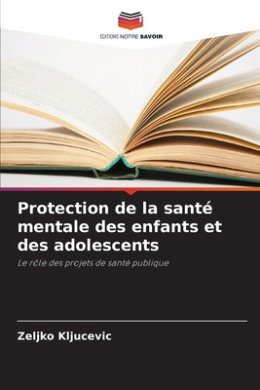 EDITIONS NOTRE SAVOIR
Protection de la santé
mentale des enfants et
des adolescents
Le rôle des projets de santé publique
Zeljko Kljucevic